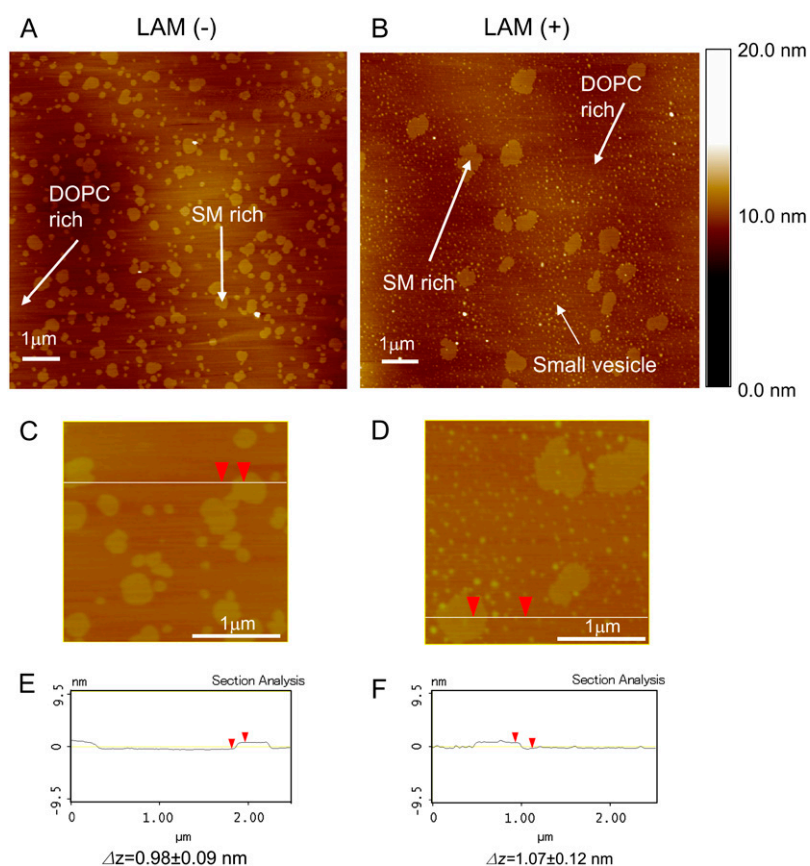 A
LAM (-)
DOPC
rich
SM rich
1μm
B
LAM (+)
DOPC
rich
SM rich
Small vesicle
1μm
20.0 nm
10.0 nm
0.0 nm
C
1μm
D
1μm
E
nm
Section Analysis
9.5
0
-9.5
0
1.00
2.00
μm
Δz=0.98±0.09 nm
F
nm
Section Analysis
9.5
0
-9.5
0
1.00
2.00
μm
Δz=1.07±0.12 nm